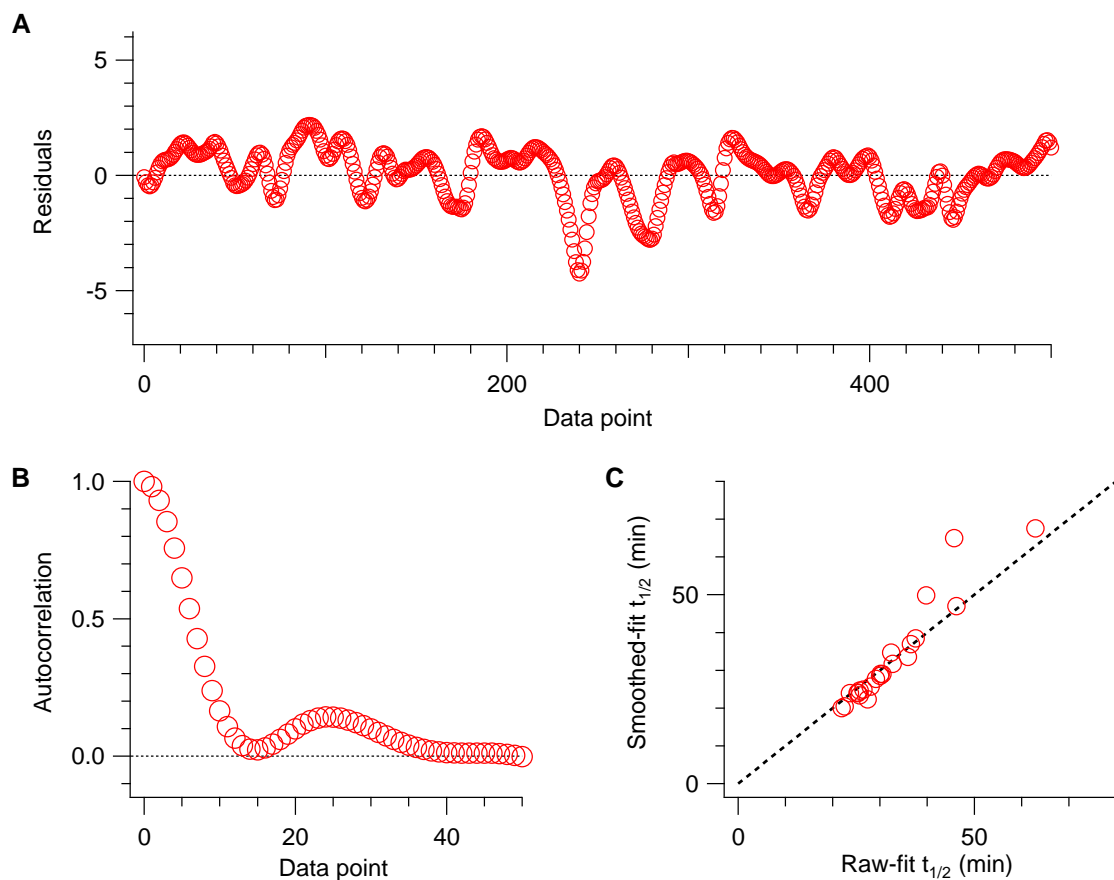 A
5
0
-5
Residuals
0
200
400
Data point
B
1.0
0.5
0.0
Autocorrelation
0
20
40
Data point
C
50
0
Smoothed-fit t1/2 (min)
0
50
Raw-fit t1/2 (min)